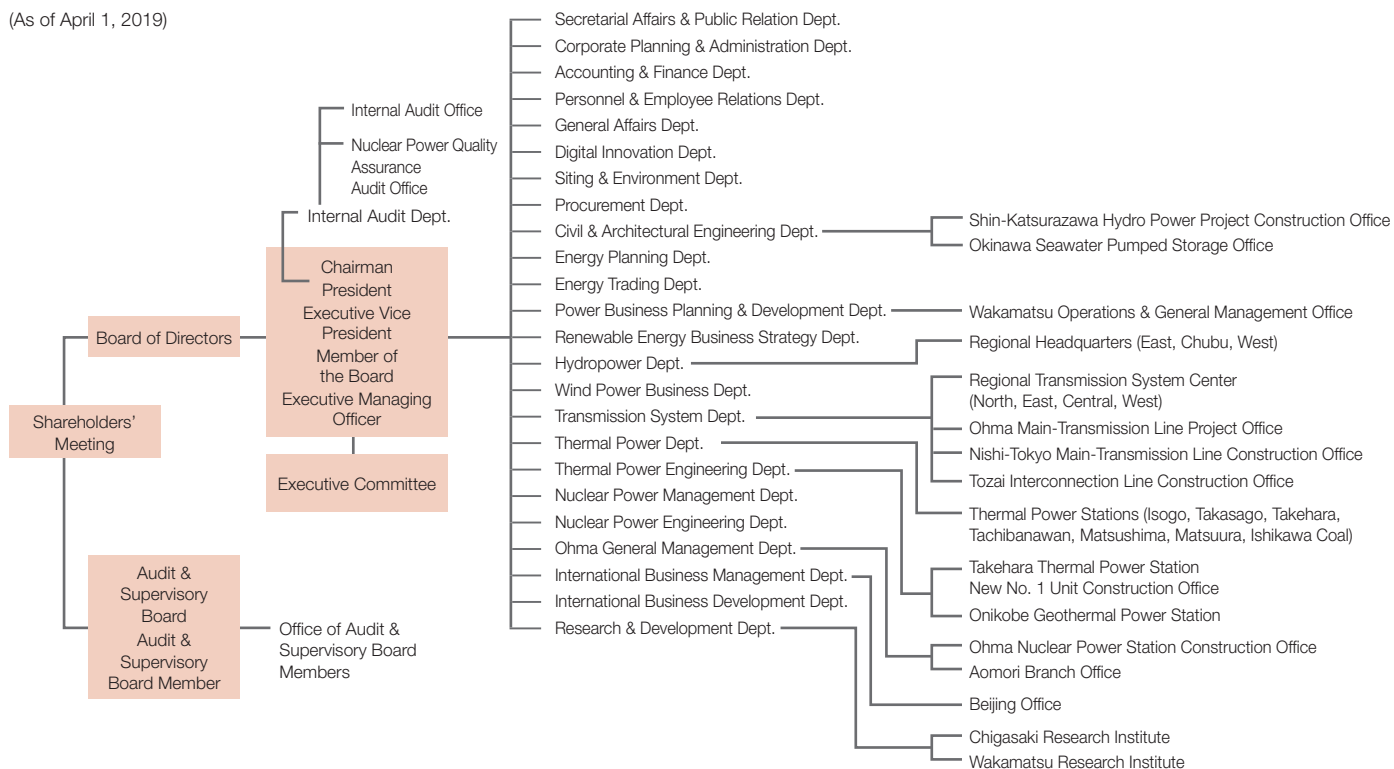 (As of April 1, 2019)
Shareholders'
Meeting
Board of Directors
Audit &
Supervisory
Board
Audit &
Supervisory
Board Member
Office of Audit &
Supervisory Board
Members
Internal Audit Office
Nuclear Power Quality
Assurance
Audit Office
Internal Audit Dept.
Chairman
President
Executive Vice
President
Member of
the Board
Executive Managing
Officer
Executive Committee
Secretarial Affairs & Public Relation Dept.
Corporate Planning & Administration Dept.
Accounting & Finance Dept.
Personnel & Employee Relations Dept.
General Affairs Dept.
Digital Innovation Dept.
Siting & Environment Dept.
Procurement Dept.
Civil & Architectural Engineering Dept.
Energy Planning Dept.
Energy Trading Dept.
Power Business Planning & Development Dept.
Renewable Energy Business Strategy Dept.
Hydropower Dept.
Wind Power Business Dept.
Transmission System Dept.
Thermal Power Dept.
Thermal Power Engineering Dept.
Nuclear Power Management Dept.
Nuclear Power Engineering Dept.
Ohma General Management Dept.
International Business Management Dept.
International Business Development Dept.
Research & Development Dept.
Shin-Katsurazawa Hydro Power Project Construction Office
Okinawa Seawater Pumped Storage Office
Wakamatsu Operations & General Management Office
Regional Headquarters (East, Chubu, West)
Regional Transmission System Center
(North, East, Central, West)
Ohma Main-Transmission Line Project Office
Nishi-Tokyo Main-Transmission Line Construction Office
Tozai Interconnection Line Construction Office
Thermal Power Stations (Isogo, Takasago, Takehara,
Tachibanawan, Matsushima, Matsuura, Ishikawa Coal)
Takehara Thermal Power Station
New No. 1 Unit Construction Office
Onikobe Geothermal Power Station
Ohma Nuclear Power Station Construction Office
Aomori Branch Office
Beijing Office
Chigasaki Research Institute
Wakamatsu Research Institute